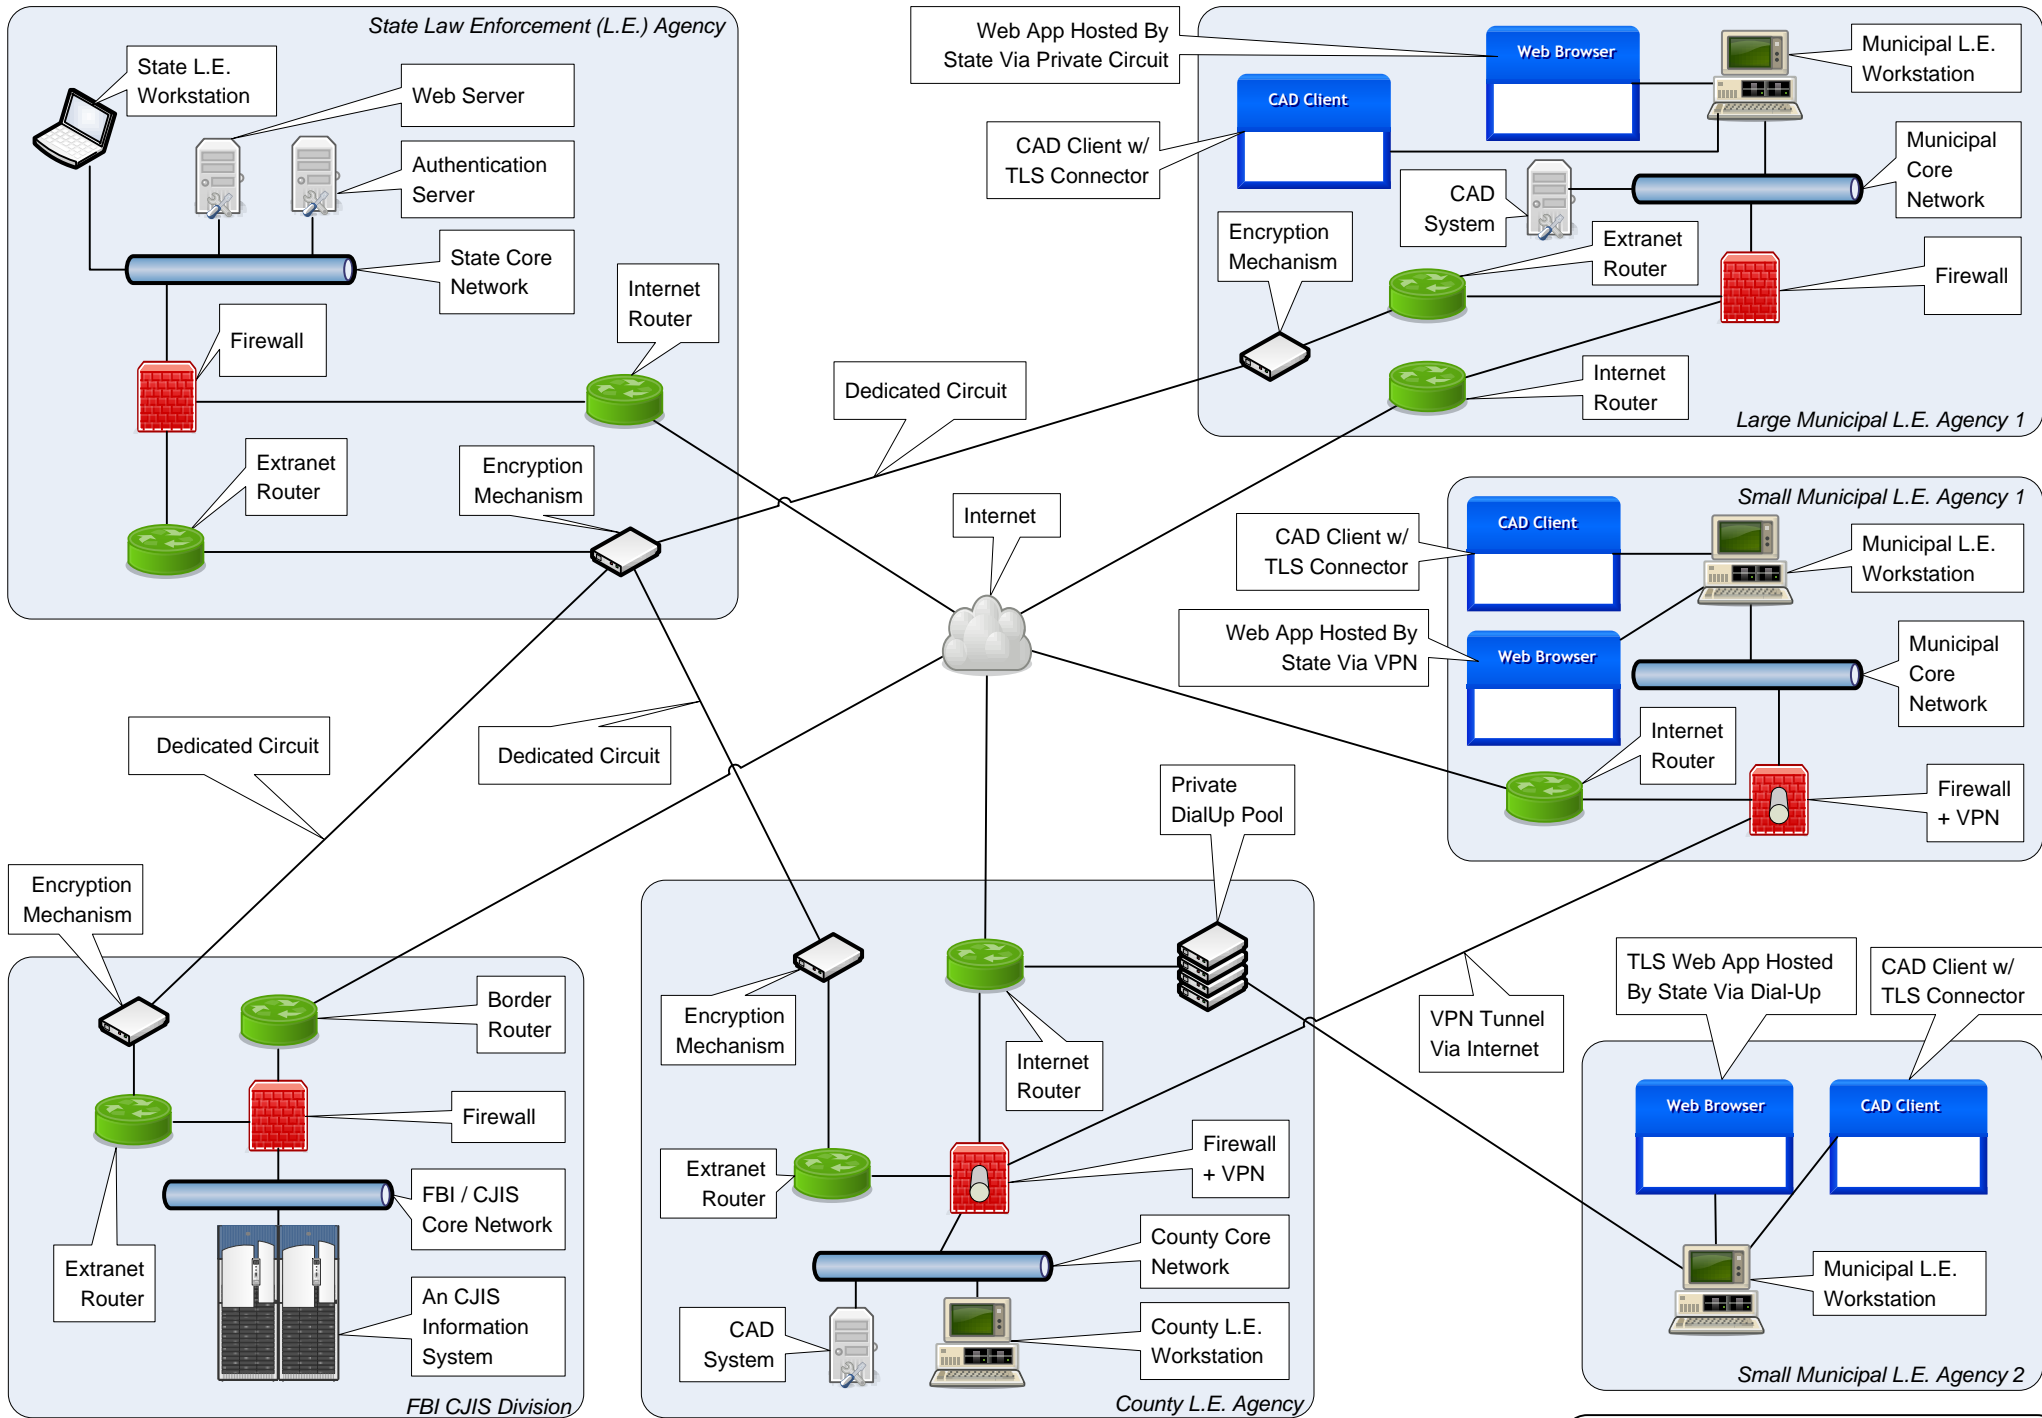 State Law Enforcement (L.E.) Agency
State L.E.
Workstation
Web Server
Authentication
Server
State Core
Network
Internet
Router
Firewall
Extranet
Router
Encryption
Mechanism
Dedicated Circuit
Web App Hosted By
State Via Private Circuit
Web Browser
Municipal L.E.
Workstation
CAD Client
CAD Client w/
TLS Connector
Municipal
Core
Network
CAD
System
Encryption
Mechanism
Extranet
Router
Firewall
Internet
Router
Large Municipal L.E. Agency 1
Internet
Small Municipal L.E. Agency 1
CAD Client
CAD Client w/
TLS Connector
Municipal L.E.
Workstation
Web App Hosted By
State Via VPN
Web Browser
Municipal
Core
Network
Internet
Router
Firewall
+ VPN
Dedicated Circuit
Dedicated Circuit
Private
DialUp Pool
Encryption
Mechanism
Border
Router
Firewall
FBI / CJIS
Core Network
Extranet
Router
An CJIS
Information
System
FBI CJIS Division
Encryption
Mechanism
Internet
Router
Extranet
Router
Firewall
+ VPN
County Core
Network
CAD
System
County L.E.
Workstation
County L.E. Agency
VPN Tunnel
Via Internet
TLS Web App Hosted
By State Via Dial-Up
CAD Client w/
TLS Connector
Web Browser
CAD Client
Municipal L.E.
Workstation
Small Municipal L.E. Agency 2